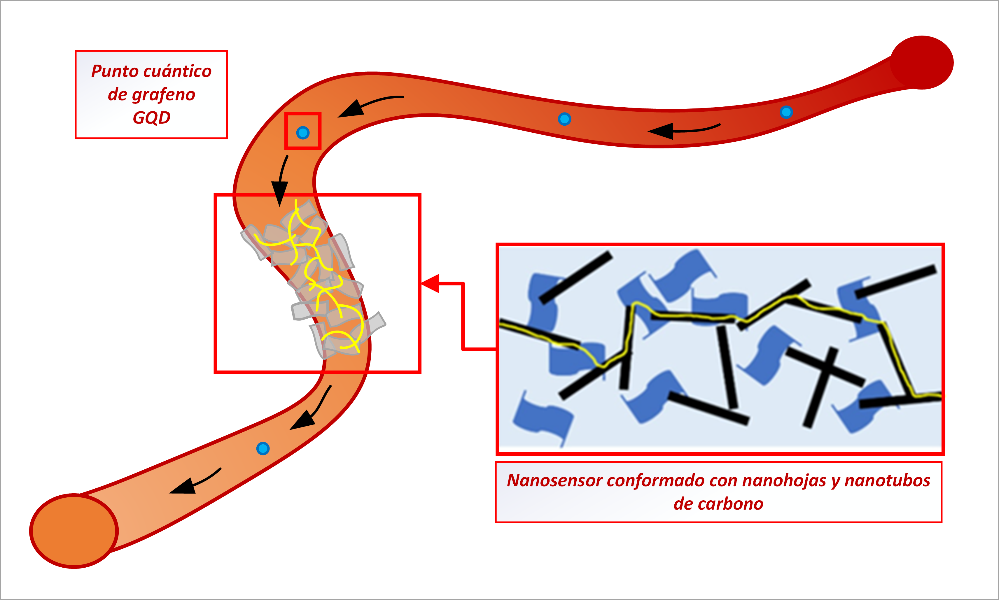 Punto cuántico
de grafeno
GQD
Nanosensor conformado con nanohojas y nanotubos
de carbono